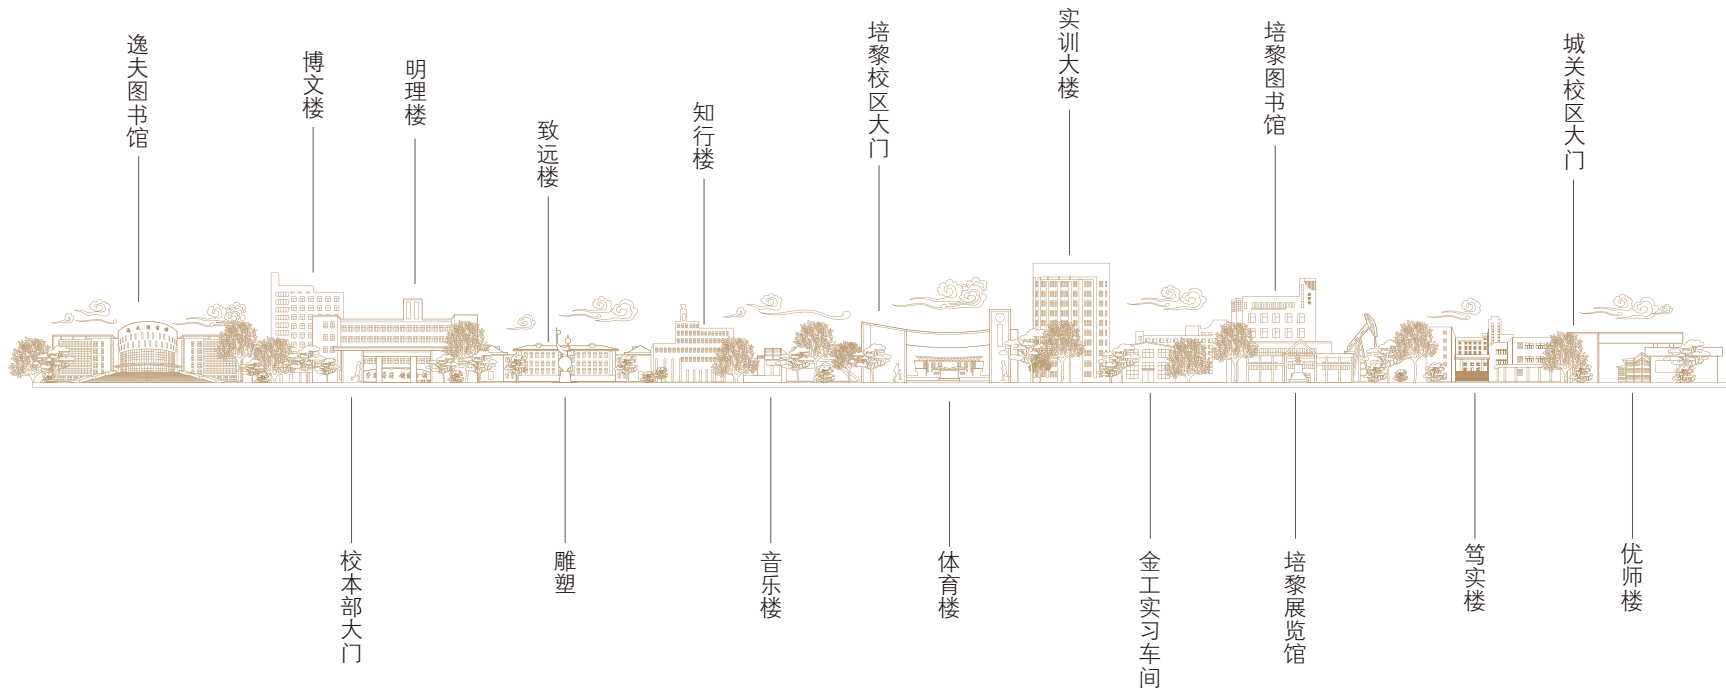 逸夫图书馆
博文楼
明理楼
致远楼
知行楼
培黎校区大门
实训大楼
培黎图书馆
城关校区大门
校本部大门
雕塑
音乐楼
体育楼
金工实习车间
培黎展览馆
笃实楼
优师楼